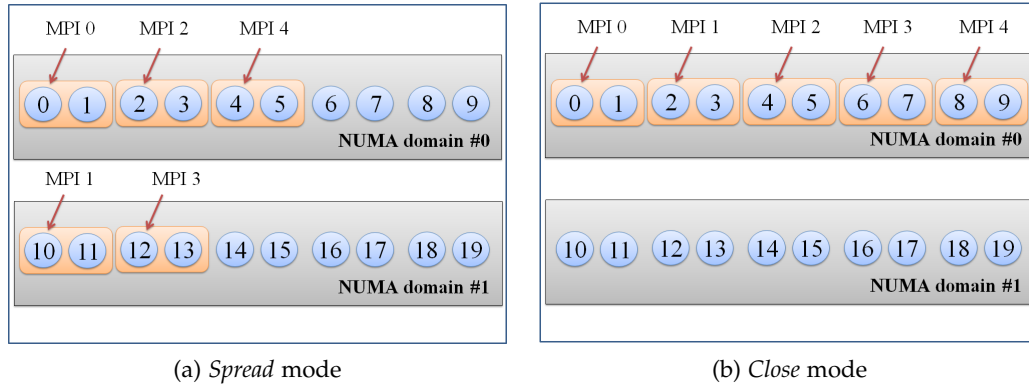 MPI 0 MPI 2 MPI 4
0 1 2 3 4 5 6 7 8 9
NUMA domain #0
MPI 1 MPI 3
10 11 12 13 14 15 16 17 18 19
NUMA domain #1
(a) Spread mode
MPI 0 MPI 1 MPI 2 MPI 3 MPI 4
0 1 2 3 4 5 6 7 8 9
NUMA domain #0
10 11 12 13 14 15 16 17 18 19
NUMA domain #1
(b) Close mode